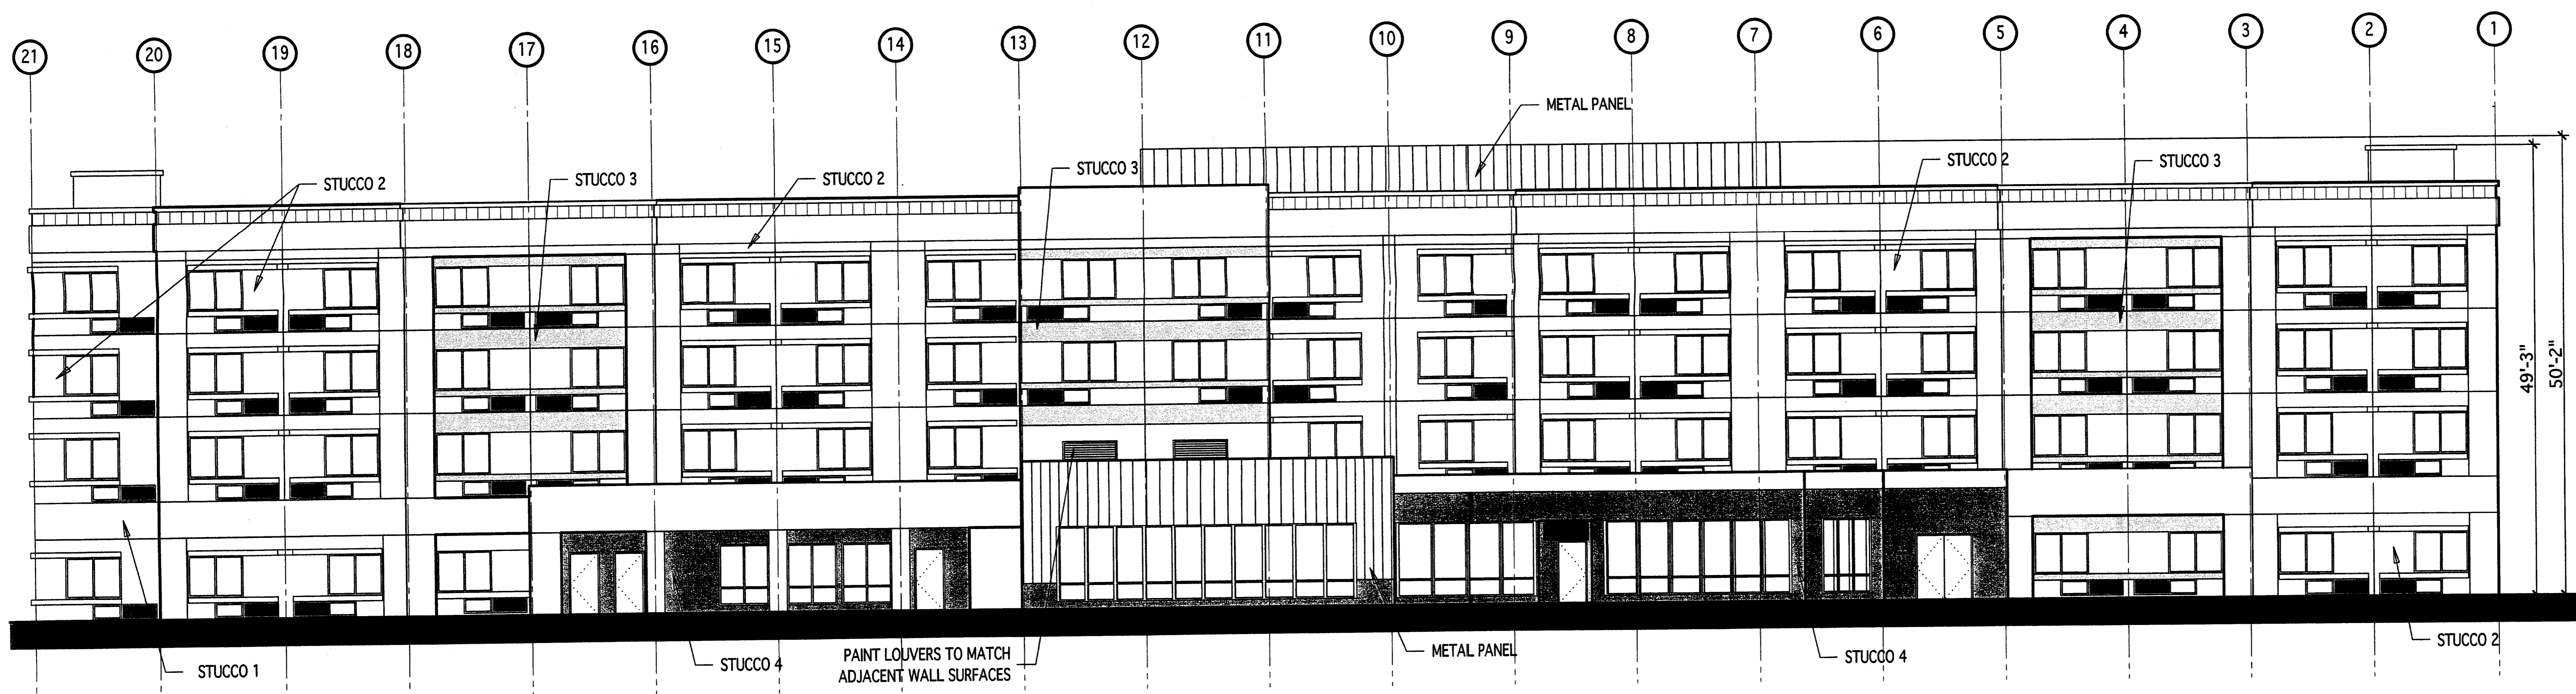 21
20
19
18
17
16
15
14
13
12
11
10
9
8
7
6
5
4
3
2
1
METAL PANEL
STUCCO 2
STUCCO 3
STUCCO 2
STUCCO 3
STUCCO 2
STUCCO 3
49'-3"
50'-2"
STUCCO 1
STUCCO 4
PAINT LOUVERS TO MATCH
ADJACENT WALL SURFACES
METAL PANEL
STUCCO 4
STUCCO 2